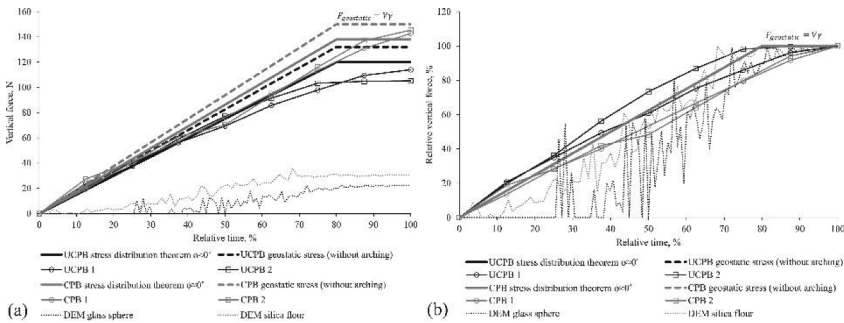 F_geostatic = Vγ
160
140
120
100
80
60
40
20
0
Vertical force, N
0
10
20
30
40
50
60
70
80
90
100
Relative time, %
UCPB stress distribution theorem α≈0°
UCPB geostatic stress (without arching)
UCPB 1
UCPB 2
CPB stress distribution theorem α≈0°
CPB geostatic stress (without arching)
CPB 1
CPB 2
DEM glass sphere
DEM silica flour
(a)
F_geostatic = Vγ
120
100
80
60
40
20
0
Relative vertical force, %
0
10
20
30
40
50
60
70
80
90
100
Relative time, %
UCPB stress distribution theorem α≈0°
UCPB geostatic stress (without arching)
UCPB 1
UCPB 2
CPB stress distribution theorem α≈0°
CPB geostatic stress (without arching)
CPB 1
CPB 2
DEM glass sphere
DEM silica flour
(b)